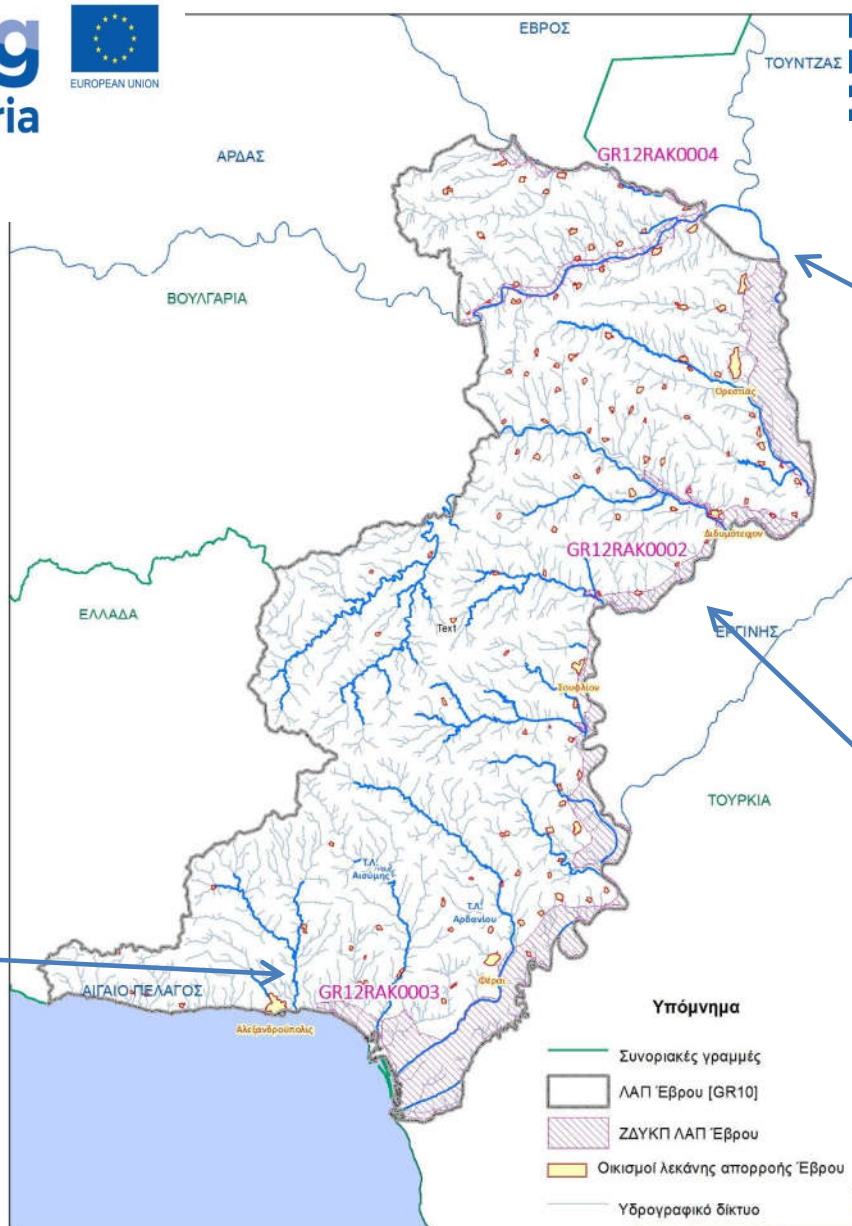 g
ria
EUROPEAN UNION
ΕΒΡΟΣ
ΤΟΥΝΤΖΑΣ
ΑΡΔΑΣ
GR12RAK0004
ΒΟΥΛΓΑΡΙΑ
Ορεστιάς
Διδυμότειχον
GR12RAK0002
ΕΛΛΑΔΑ
Text
ΕΡΓΙΝΗΣ
Σουφλίον
ΤΟΥΡΚΙΑ
Τ.Λ.
Αισύμης
Τ.Λ.
Αρδανίου
Φέραι
ΑΙΓΑΙΟ ΠΕΛΑΓΟΣ
GR12RAK0003
Αλεξανδρούπολις
Υπόμνημα
Συνοριακές γραμμές
ΛΑΠ Έβρου [GR10]
ΖΔΥΚΠ ΛΑΠ Έβρου
Οικισμοί λεκάνης απορροής Έβρου
Υδρογραφικό δίκτυο